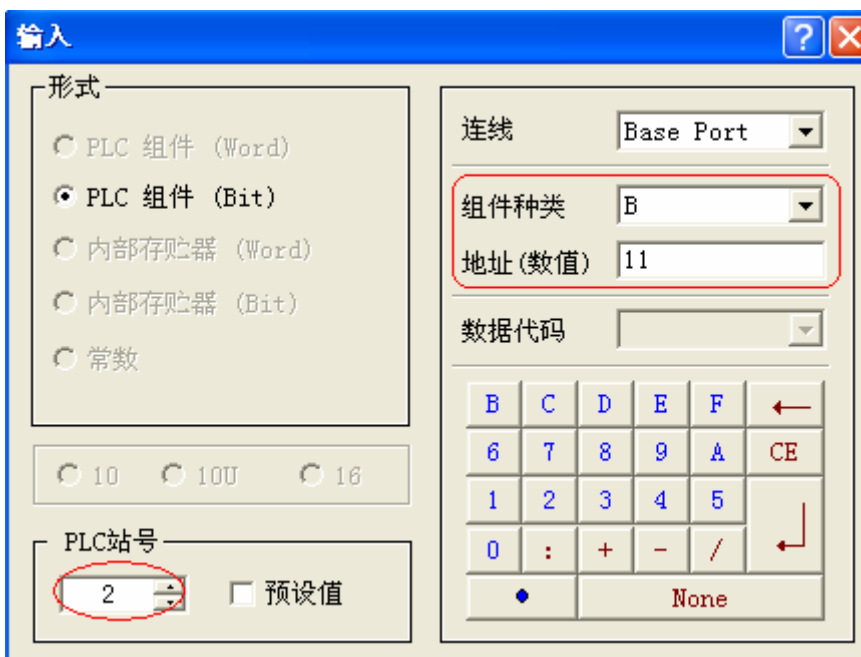 输入
形式
PLC 组件 (Word)
PLC 组件 (Bit)
内部存贮器 (Word)
内部存贮器 (Bit)
常数
10 10U 16
PLC站号
2 预设值
连线 Base Port
组件种类 B
地址(数值) 11
数据代码
B C D E F ←
6 7 8 9 A CE
1 2 3 4 5
0 : + - / ↵
● None